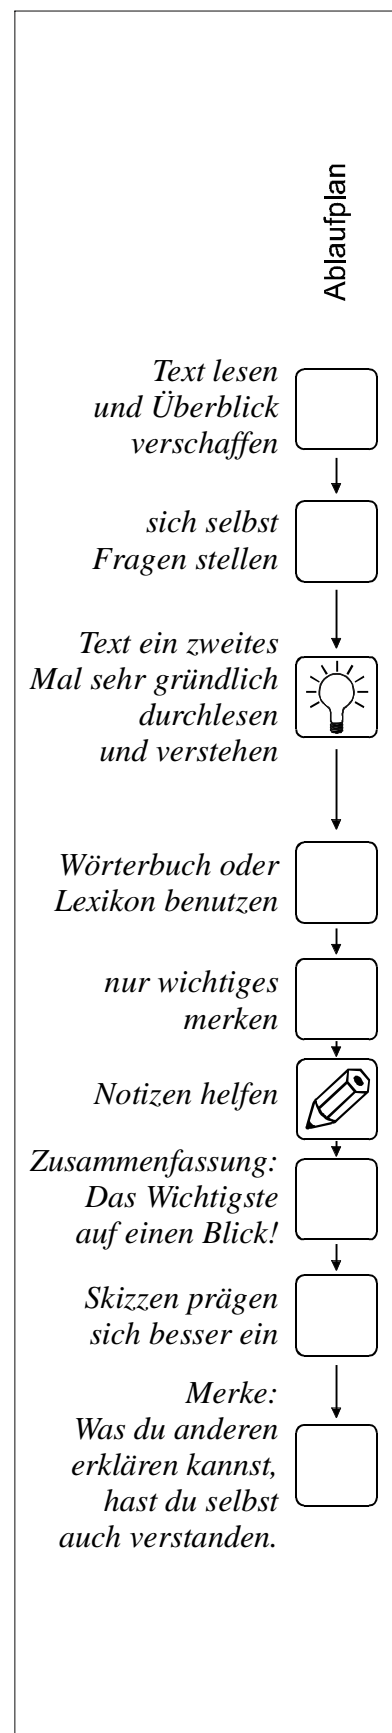 Ablaufplan
Text lesen
und Überblick
verschaffen
sich selbst
Fragen stellen
Text ein zweites
Mal sehr gründlich
durchlesen
und verstehen
Wörterbuch oder
Lexikon benutzen
nur wichtiges
merken
Notizen helfen
Zusammenfassung:
Das Wichtigste
auf einen Blick!
Skizzen prägen
sich besser ein
Merke:
Was du anderen
erklären kannst,
hast du selbst
auch verstanden.